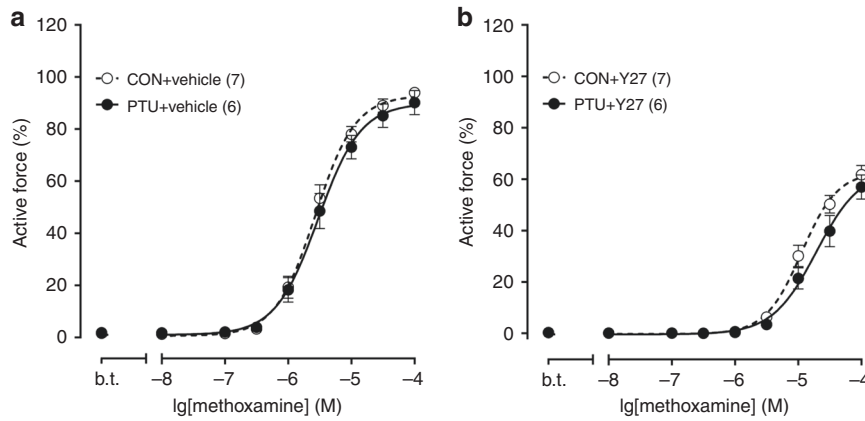 a
120
100
80
60
40
20
0
Active force (%)
CON+vehicle (7)
PTU+vehicle (6)
b.t.
–8
–7
–6
–5
–4
lg[methoxamine] (M)
b
120
100
80
60
40
20
0
Active force (%)
CON+Y27 (7)
PTU+Y27 (6)
b.t.
–8
–7
–6
–5
–4
lg[methoxamine] (M)